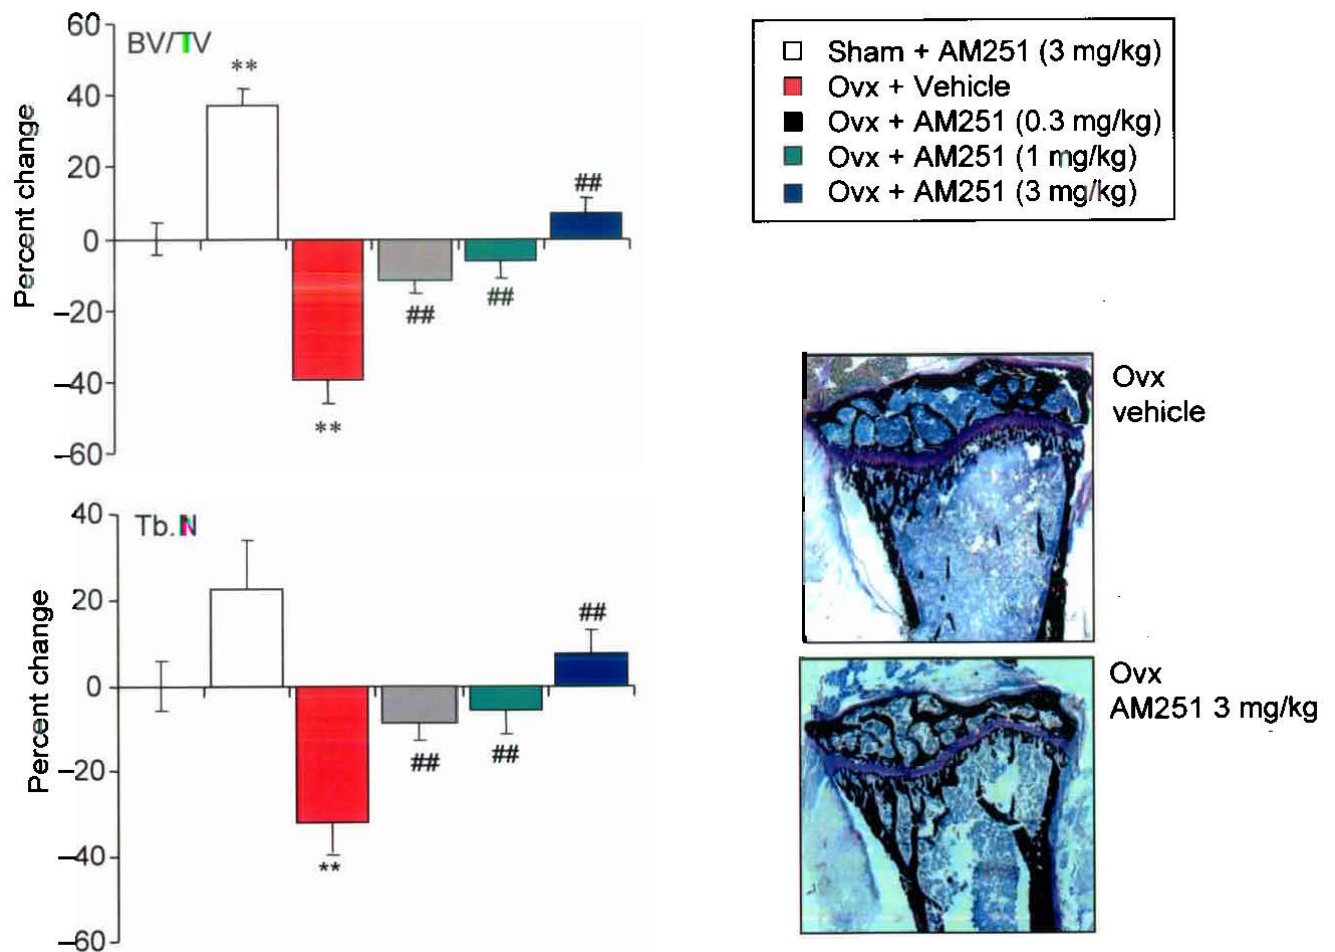 60
BV/TV
40
20
0
–20
–40
–60
Percent change
**
**
##
##
##
Sham + AM251 (3 mg/kg)
Ovx + Vehicle
Ovx + AM251 (0.3 mg/kg)
Ovx + AM251 (1 mg/kg)
Ovx + AM251 (3 mg/kg)
40
Tb.N
20
0
–20
–40
–60
Percent change
**
##
##
##
Ovx
vehicle
Ovx
AM251 3 mg/kg